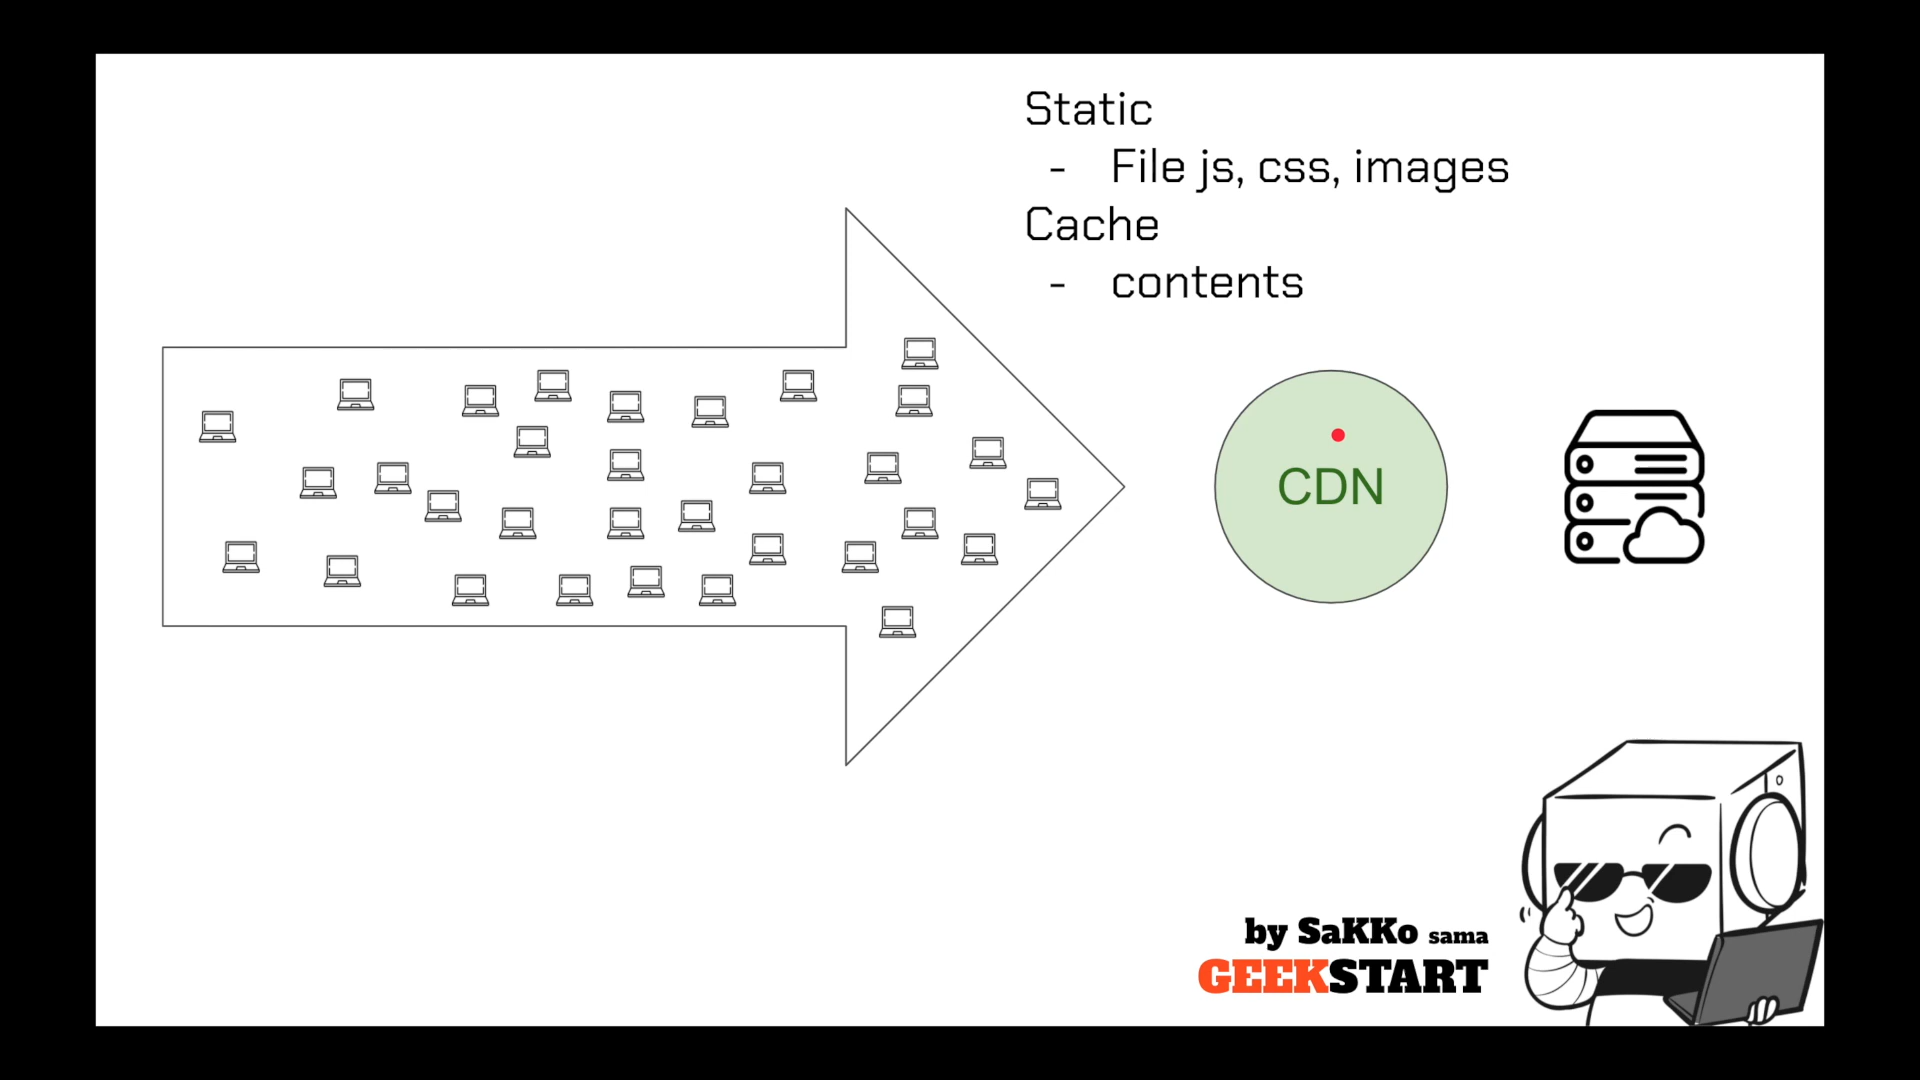 Static
- File js, css, images
Cache
- contents
CDN
by SaKKo sama
GEEKSTART